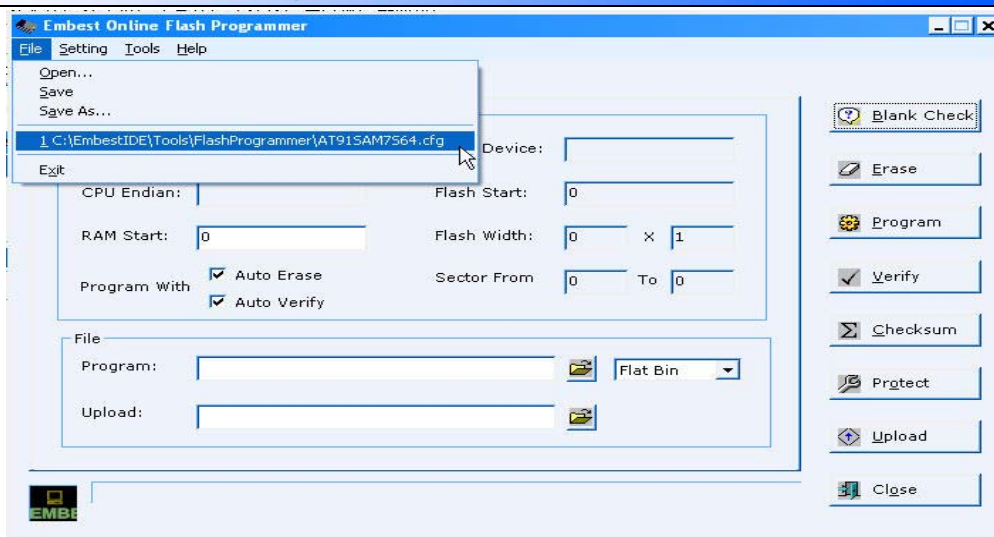 Embest Online Flash Programmer
File Setting Tools Help
Open...
Save
Save As...
1 C:\EmbestIDE\Tools\FlashProgrammer\AT91SAM7S64.cfg
Exit
Device:
CPU Endian:
Flash Start: 0
RAM Start: 0
Flash Width: 0 X 1
Program With
Auto Erase
Auto Verify
Sector From 0 To 0
File
Program:
Flat Bin
Upload:
Blank Check
Erase
Program
Verify
Checksum
Protect
Upload
Close
EMBE